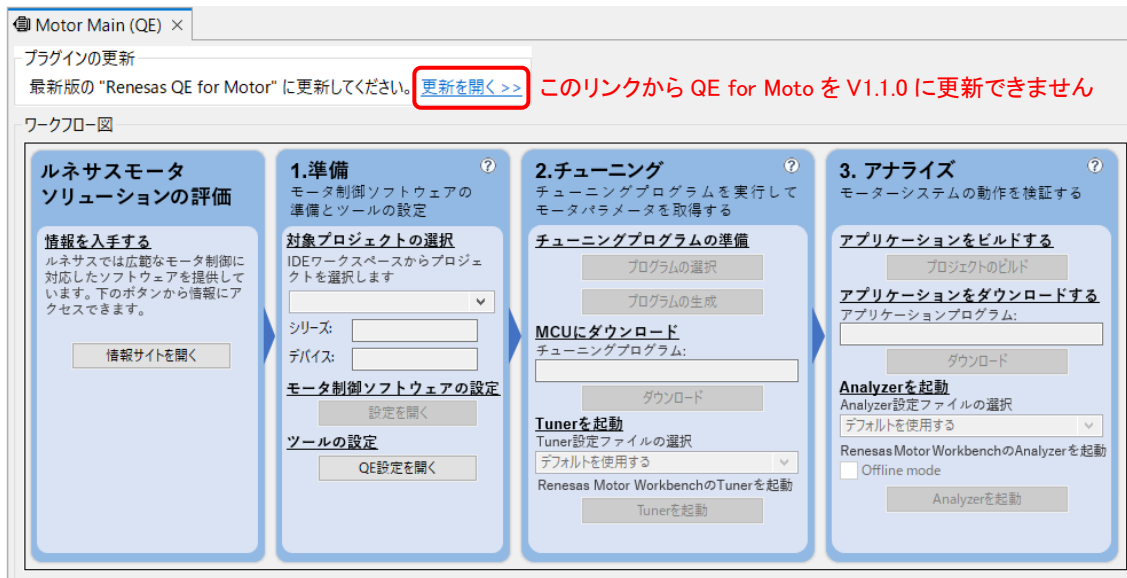 Motor Main (QE) ×
プラグインの更新
最新版の "Renesas QE for Motor" に更新してください。 更新を開く >> このリンクから QE for Moto を V1.1.0 に更新できません
ワークフロー図
ルネサスモータ
ソリューションの評価
情報を入手する
ルネサスでは広範なモータ制御に
対応したソフトウェアを提供して
います。下のボタンから情報にア
クセスできます。
情報サイトを開く
1.準備 ?
モータ制御ソフトウェアの
準備とツールの設定
対象プロジェクトの選択
IDEワークスペースからプロジェ
クトを選択します
シリーズ:
デバイス:
モータ制御ソフトウェアの設定
設定を開く
ツールの設定
QE設定を開く
2.チューニング ?
チューニングプログラムを実行して
モータパラメータを取得する
チューニングプログラムの準備
プログラムの選択
プログラムの生成
MCUにダウンロード
チューニングプログラム:
ダウンロード
Tunerを起動
Tuner設定ファイルの選択
デフォルトを使用する
Renesas Motor WorkbenchのTunerを起動
Tunerを起動
3. アナライズ ?
モーターシステムの動作を検証する
アプリケーションをビルドする
プロジェクトのビルド
アプリケーションをダウンロードする
アプリケーションプログラム:
ダウンロード
Analyzerを起動
Analyzer設定ファイルの選択
デフォルトを使用する
Renesas Motor WorkbenchのAnalyzerを起動
Offline mode
Analyzerを起動